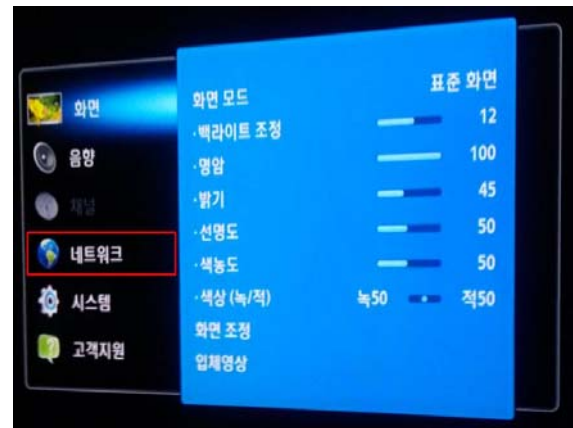 화면
음향
채널
네트워크
시스템
고객지원
화면 모드 표준 화면
·백라이트 조정 12
·명암 100
·밝기 45
·선명도 50
·색농도 50
·색상 (녹/적) 녹50 적50
화면 조정
입체영상